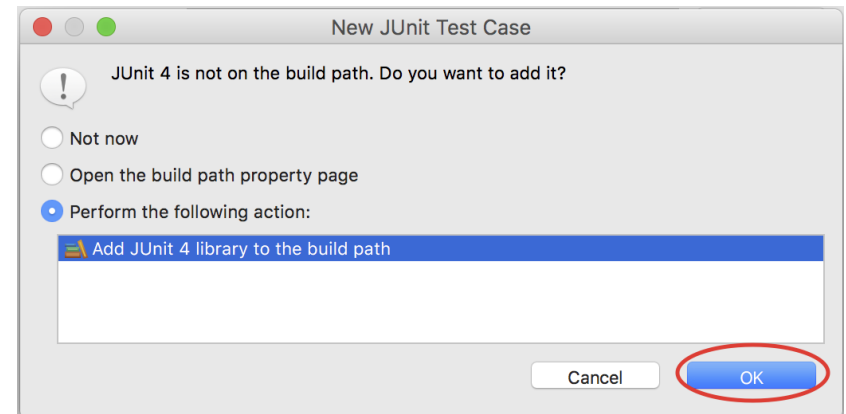 New JUnit Test Case
JUnit 4 is not on the build path. Do you want to add it?
Not now
Open the build path property page
Perform the following action:
Add JUnit 4 library to the build path
Cancel
OK